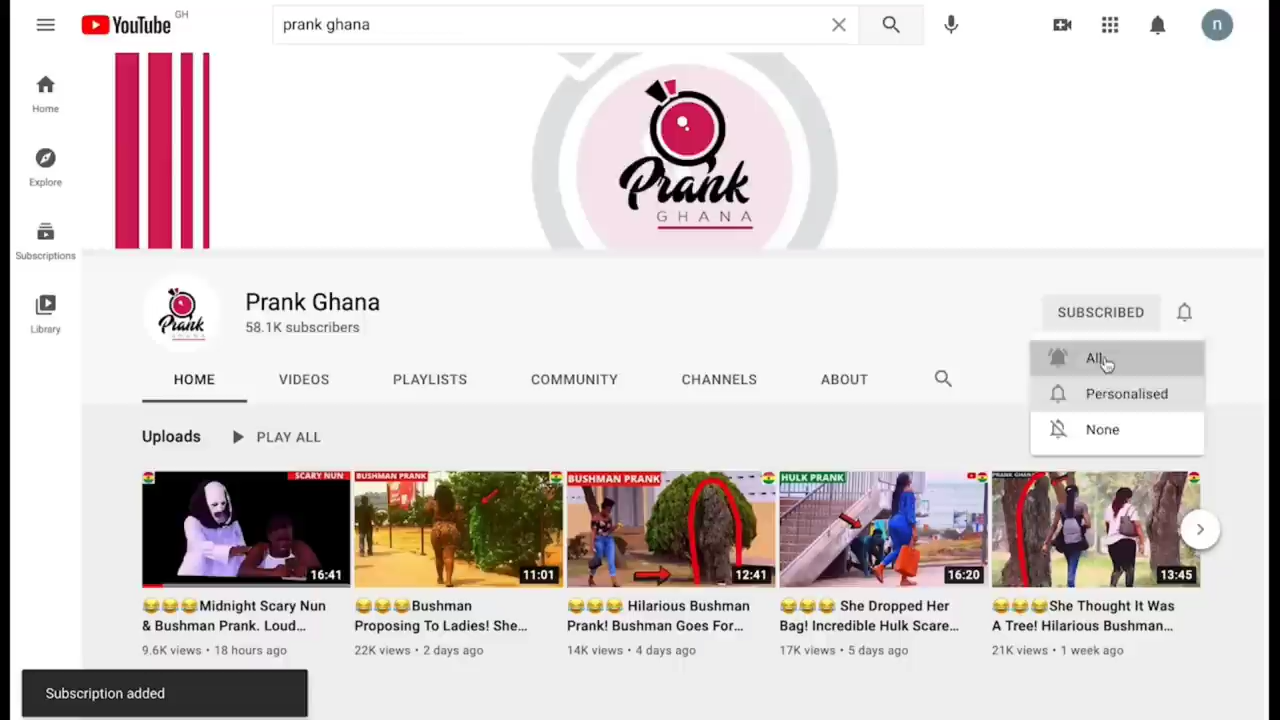 YouTube GH
prank ghana
n
Home
Explore
Subscriptions
Library
Prank
GHANA
Prank
GHANA
Prank Ghana
58.1K subscribers
SUBSCRIBED
All
Personalised
None
HOME VIDEOS PLAYLISTS COMMUNITY CHANNELS ABOUT
Uploads PLAY ALL
SCARY NUN
16:41
BUSHMAN PRANK
11:01
BUSHMAN PRANK
12:41
HULK PRANK
16:20
PRANK GHANA
13:45
😂😂😂Midnight Scary Nun
& Bushman Prank. Loud...
9.6K views • 18 hours ago
😂😂😂Bushman
Proposing To Ladies! She...
22K views • 2 days ago
😂😂😂 Hilarious Bushman
Prank! Bushman Goes For...
14K views • 4 days ago
😂😂😂 She Dropped Her
Bag! Incredible Hulk Scare...
17K views • 5 days ago
😂😂😂She Thought It Was
A Tree! Hilarious Bushman...
21K views • 1 week ago
Subscription added